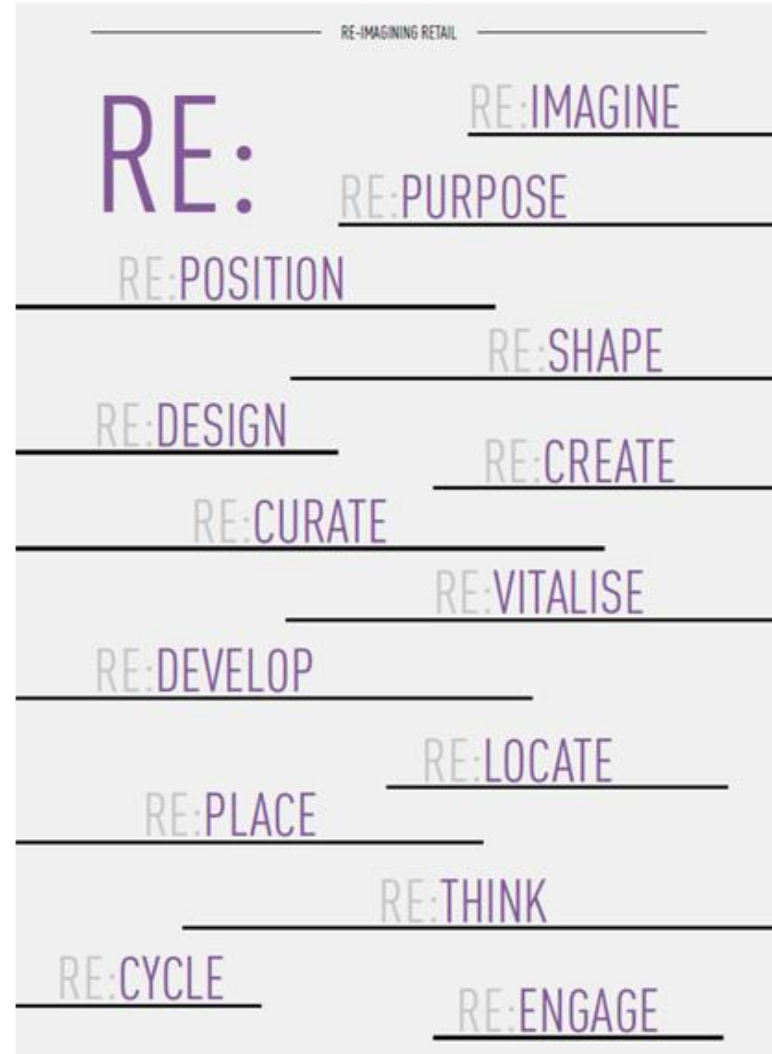 RE-IMAGINING RETAIL
RE:
RE:IMAGINE
RE:PURPOSE
RE:POSITION
RE:SHAPE
RE:DESIGN
RE:CREATE
RE:CURATE
RE:VITALISE
RE:DEVELOP
RE:LOCATE
RE:PLACE
RE:THINK
RE:CYCLE
RE:ENGAGE